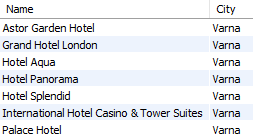 Name City
Astor Garden Hotel Varna
Grand Hotel London Varna
Hotel Aqua Varna
Hotel Panorama Varna
Hotel Splendid Varna
International Hotel Casino & Tower Suites Varna
Palace Hotel Varna